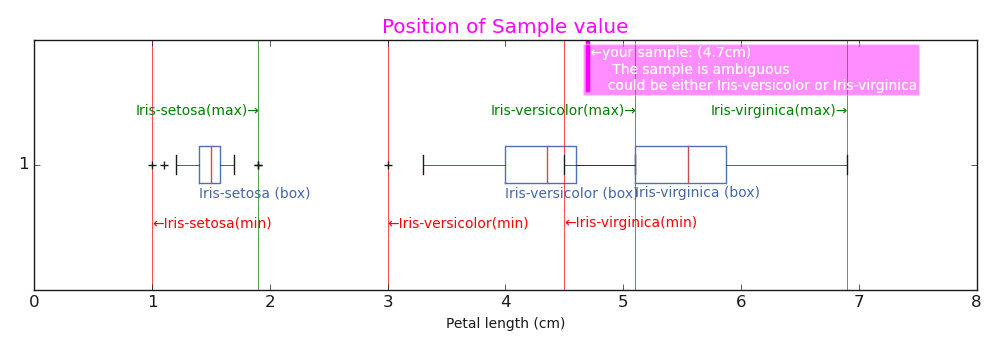 Position of Sample value
←your sample: (4.7cm)
The sample is ambiguous
could be either Iris-versicolor or Iris-virginica
Iris-setosa(max)→ Iris-versicolor(max)→ Iris-virginica(max)→
1
Iris-setosa (box) Iris-versicolor (box) Iris-virginica (box)
←Iris-setosa(min) ←Iris-versicolor(min) ←Iris-virginica(min)
0 1 2 3 4 5 6 7 8
Petal length (cm)